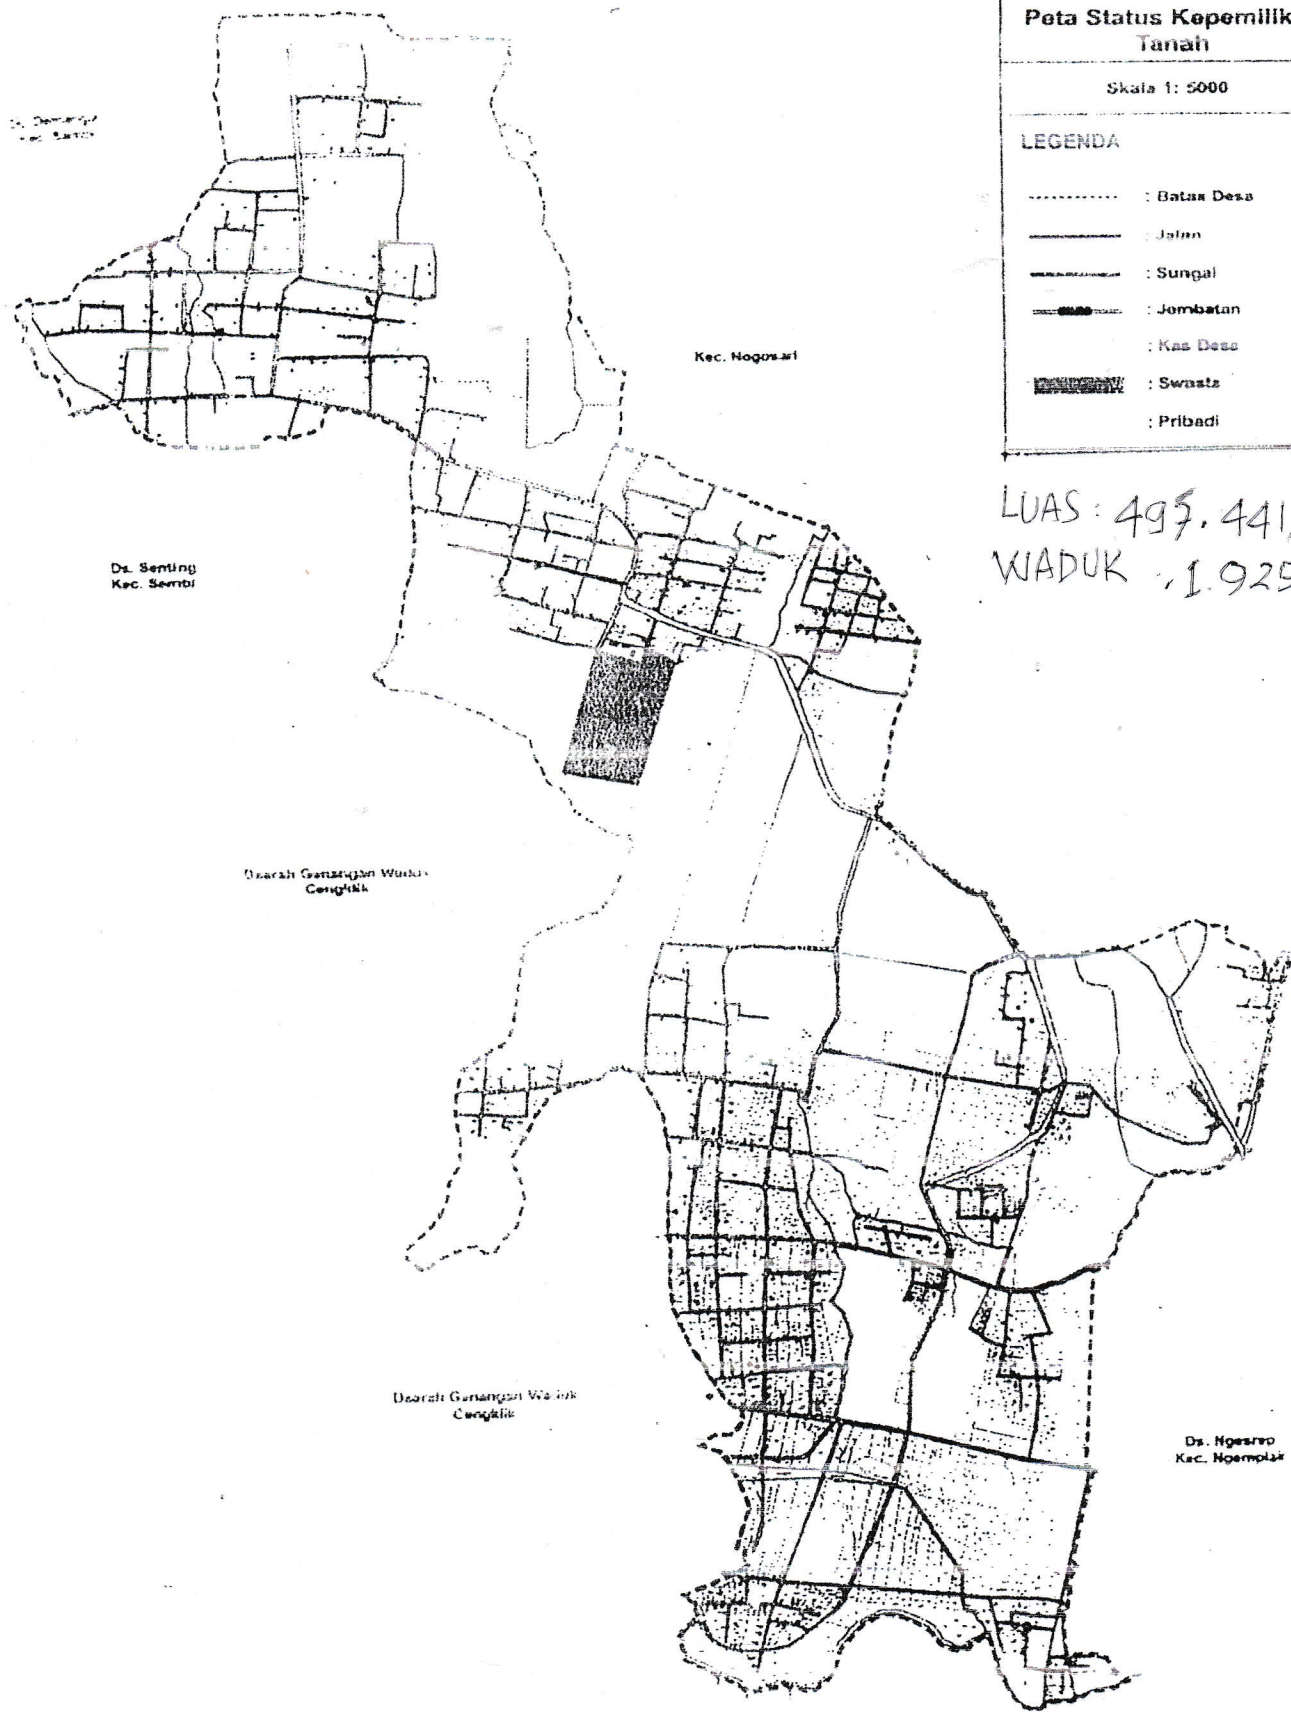 Peta Status Kepemilik
Tanah
Skala 1: 5000
LEGENDA
: Batas Desa
: Jalan
: Sungai
: Jembatan
: Kas Desa
: Swasta
: Pribadi
LUAS : 497.441,
WADUK : 1.925
Kec. Nogosari
Ds. Senting
Kec. Sambi
Daerah Genangan Waduk
Cengklik
Daerah Genangan Waduk
Cengklik
Ds. Ngesrep
Kec. Ngemplak